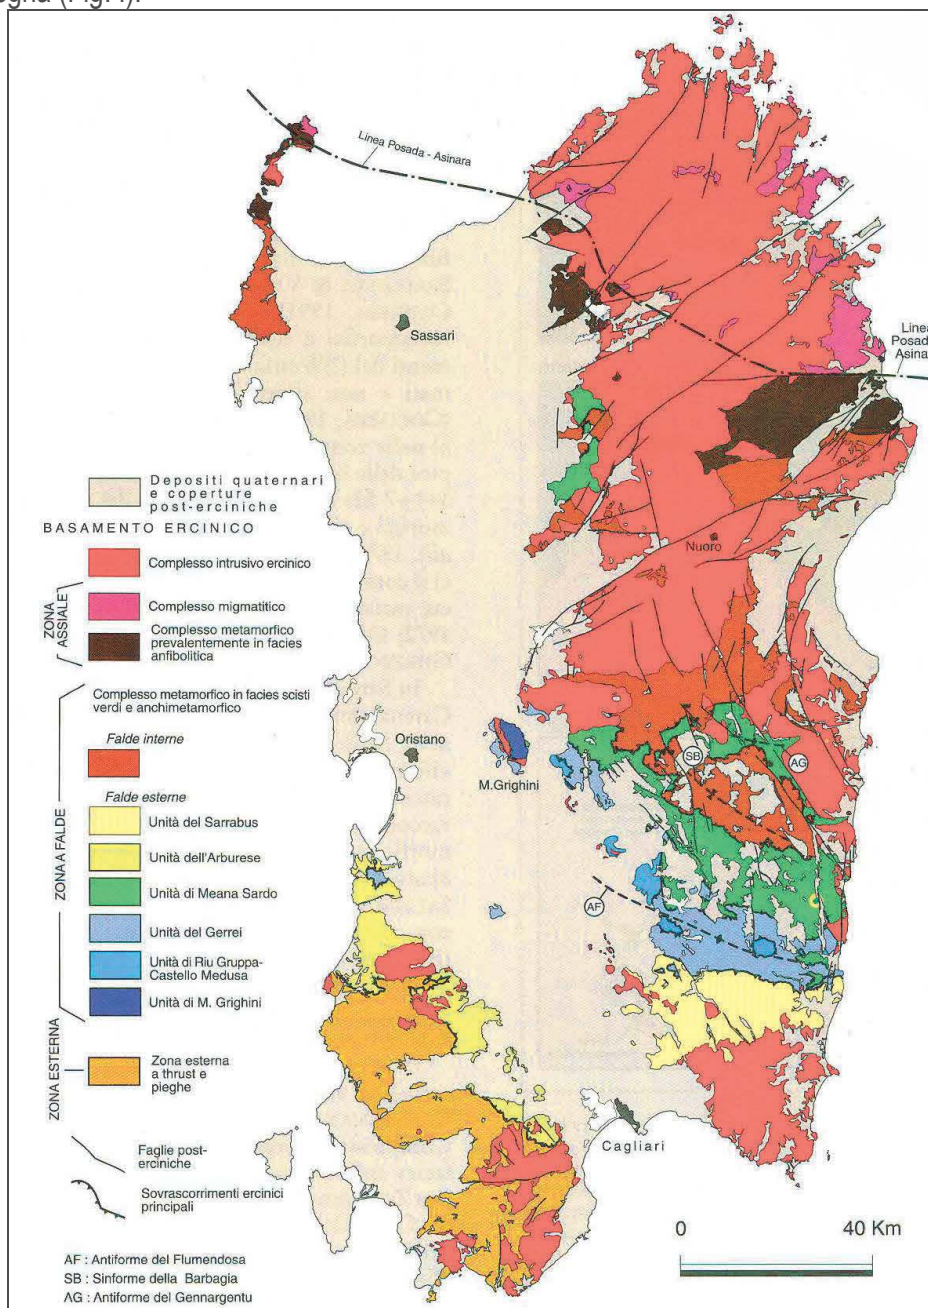 Linea Posada - Asinara
Sassari
Linea
Posada
Depositi quaternari
e coperture
post-erciniche
BASAMENTO ERCINICO
Complesso intrusivo ercinico
ZONA
ASSIALE
Complesso migmatitico
Complesso metamorfico
prevalentemente in facies
anfibolitica
Nuoro
ZONA A FALDE
Complesso metamorfico in facies scisti
verdi e anchimetamorfico
Falde interne
Falde esterne
Unità del Sarrabus
Unità dell'Arburese
Unità di Meana Sardo
Unità del Gerrei
Unità di Riu Gruppa-
Castello Medusa
Unità di M. Grighini
Oristano
M.Grighini
SB
AG
AF
ZONA ESTERNA
Zona esterna
a thrust e
pieghe
Cagliari
Faglie post-
erciniche
Sovrascorrimenti ercinici
principali
0 40 Km
AF : Antiforme del Flumendosa
SB : Sinforme della Barbagia
AG : Antiforme del Gennargentu